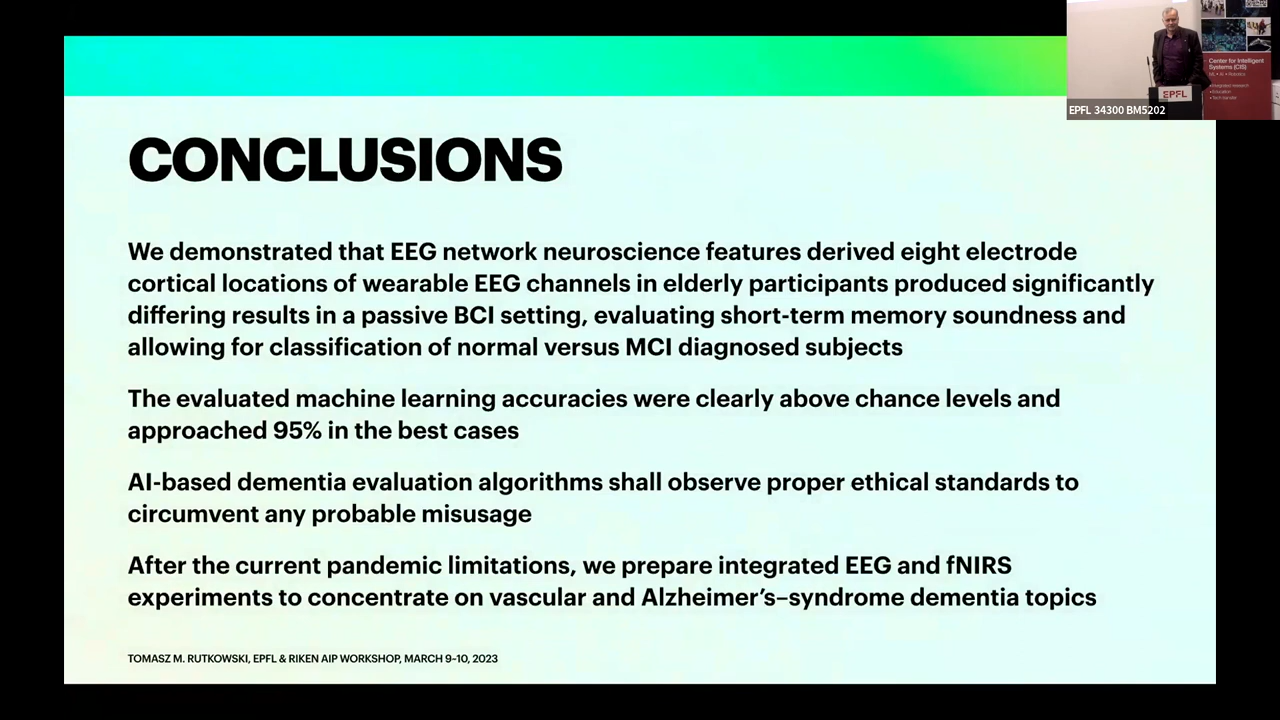 CONCLUSIONS
We demonstrated that EEG network neuroscience features derived eight electrode
cortical locations of wearable EEG channels in elderly participants produced significantly
differing results in a passive BCI setting, evaluating short-term memory soundness and
allowing for classification of normal versus MCI diagnosed subjects
The evaluated machine learning accuracies were clearly above chance levels and
approached 95% in the best cases
AI-based dementia evaluation algorithms shall observe proper ethical standards to
circumvent any probable misusage
After the current pandemic limitations, we prepare integrated EEG and fNIRS
experiments to concentrate on vascular and Alzheimer's–syndrome dementia topics
TOMASZ M. RUTKOWSKI, EPFL & RIKEN AIP WORKSHOP, MARCH 9–10, 2023
Center for Intelligent
Systems (CIS)
EPFL
EPFL 34300 BM5202